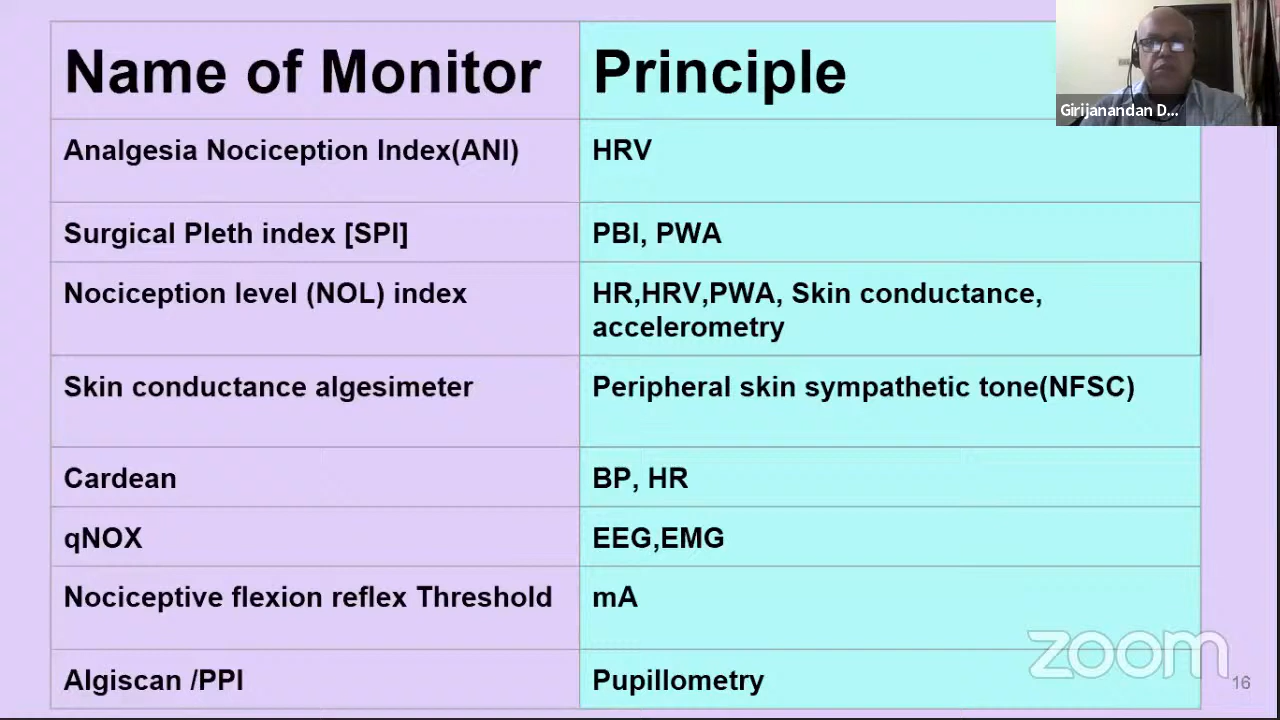 Name of Monitor
Principle
Girijanandan D...
Analgesia Nociception Index(ANI)
HRV
Surgical Pleth index [SPI]
PBI, PWA
Nociception level (NOL) index
HR,HRV,PWA, Skin conductance,
accelerometry
Skin conductance algesimeter
Peripheral skin sympathetic tone(NFSC)
Cardean
BP, HR
qNOX
EEG,EMG
Nociceptive flexion reflex Threshold
mA
zoom
Algiscan /PPI
Pupillometry
16